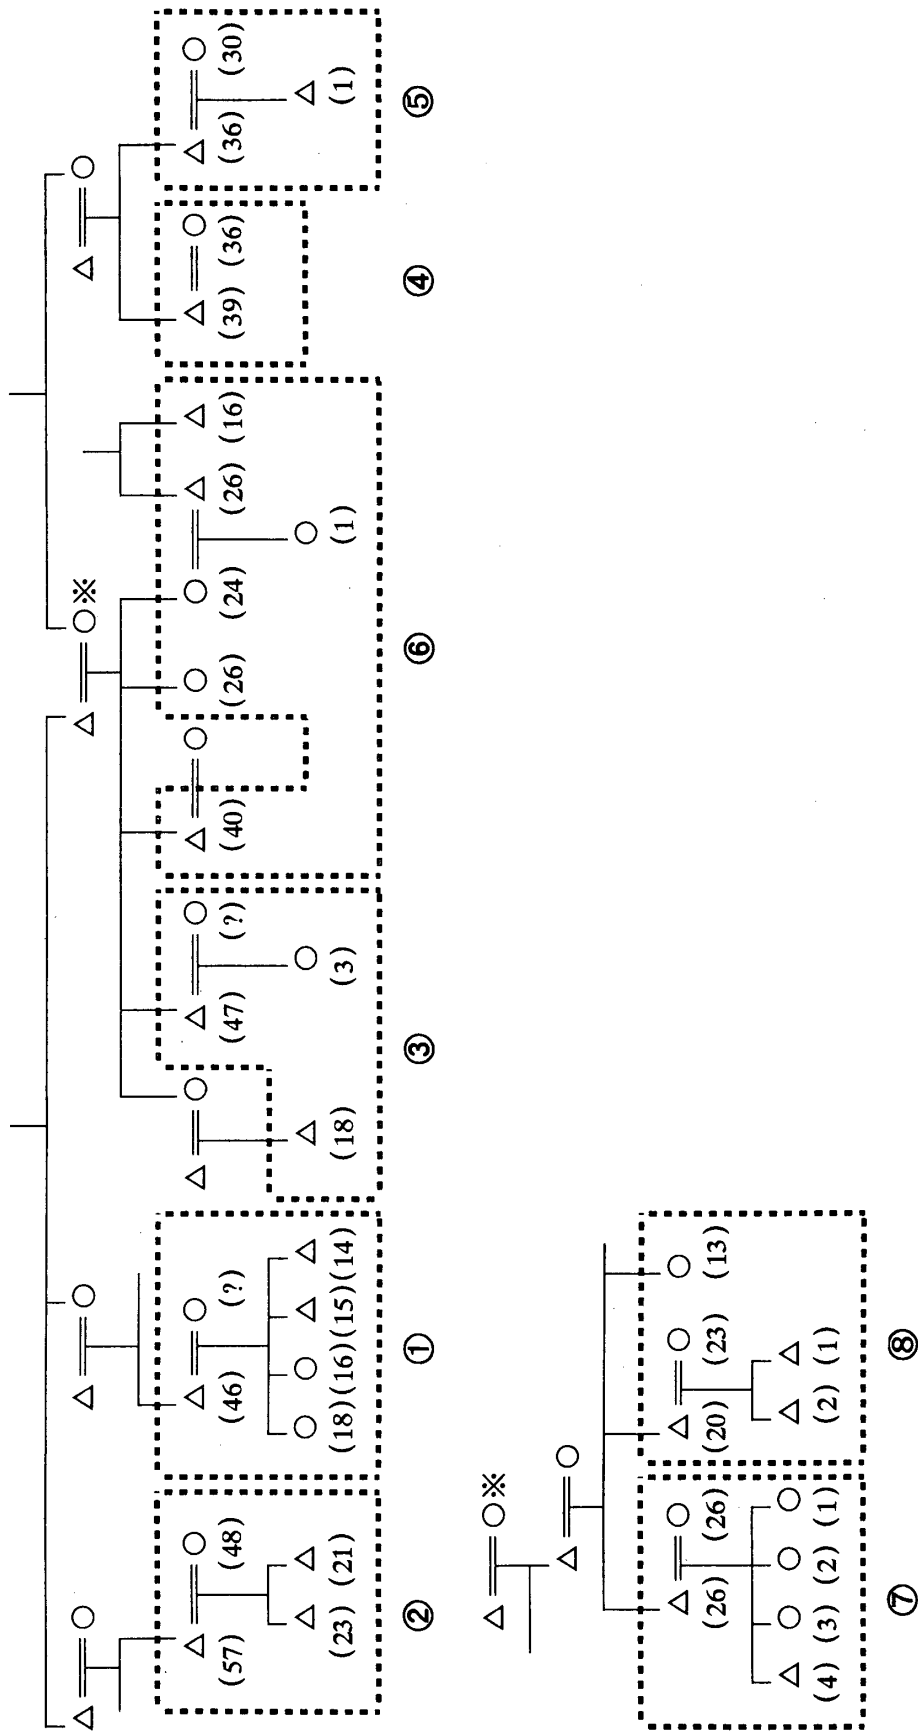 ※
(57) (48) (46) (?) (47) (?) (40) (26) (24) (26) (16) (39) (36) (36) (30)
(23) (21) (18) (16) (15) (14) (18) (3) (1) (1)
② ① ③ ⑥ ④ ⑤
※
(26) (26) (20) (23) (13)
(4) (3) (2) (1) (2) (1)
⑦ ⑧